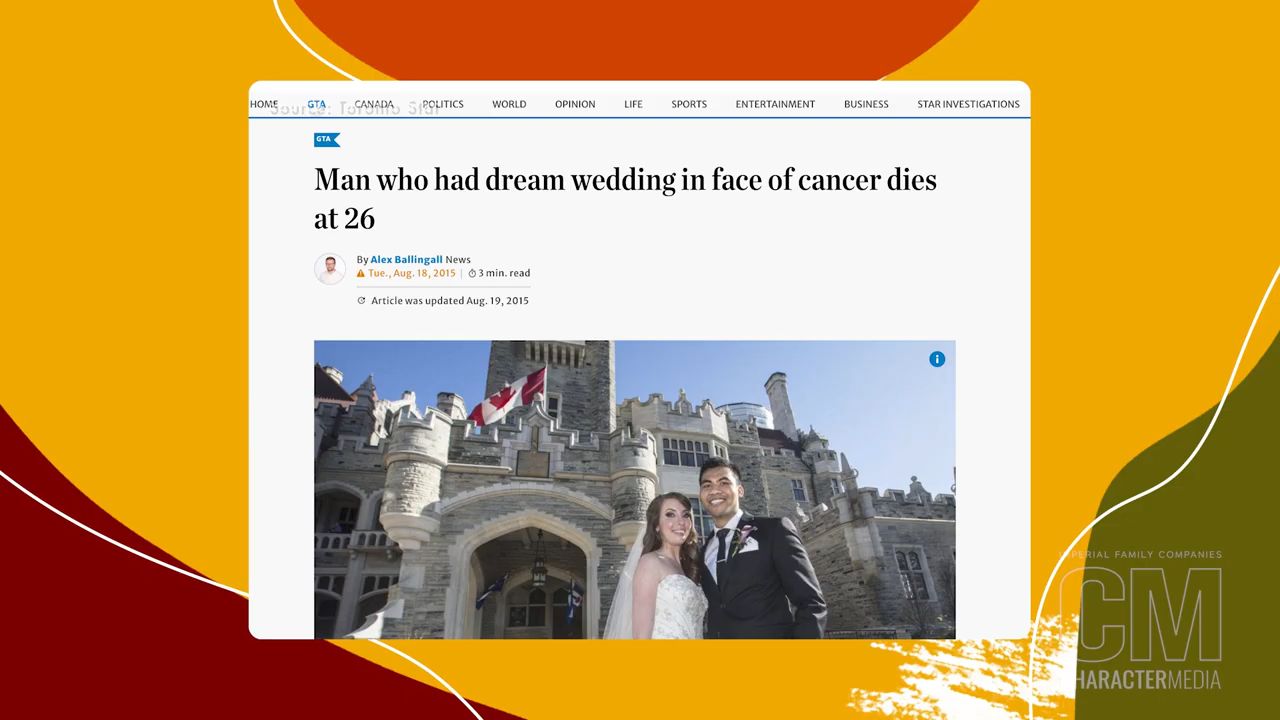 HOME GTA CANADA POLITICS WORLD OPINION LIFE SPORTS ENTERTAINMENT BUSINESS STAR INVESTIGATIONS
Source: Toronto Star
GTA
Man who had dream wedding in face of cancer dies
at 26
By Alex Ballingall News
Tue., Aug. 18, 2015 | 3 min. read
Article was updated Aug. 19, 2015
i
IMPERIAL FAMILY COMPANIES
CM
CHARACTERMEDIA